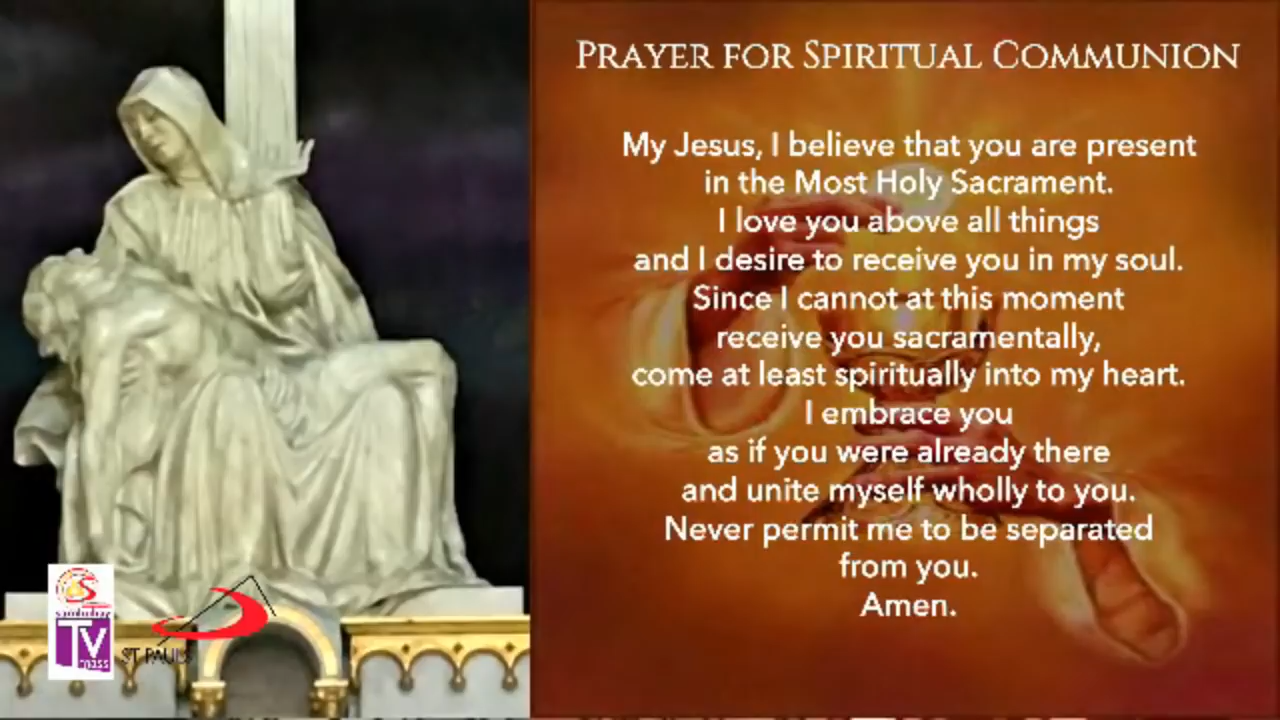 PRAYER FOR SPIRITUAL COMMUNION
My Jesus, I believe that you are present
in the Most Holy Sacrament.
I love you above all things
and I desire to receive you in my soul.
Since I cannot at this moment
receive you sacramentally,
come at least spiritually into my heart.
I embrace you
as if you were already there
and unite myself wholly to you.
Never permit me to be separated
from you.
Amen.
TV
mass
ST PAULS